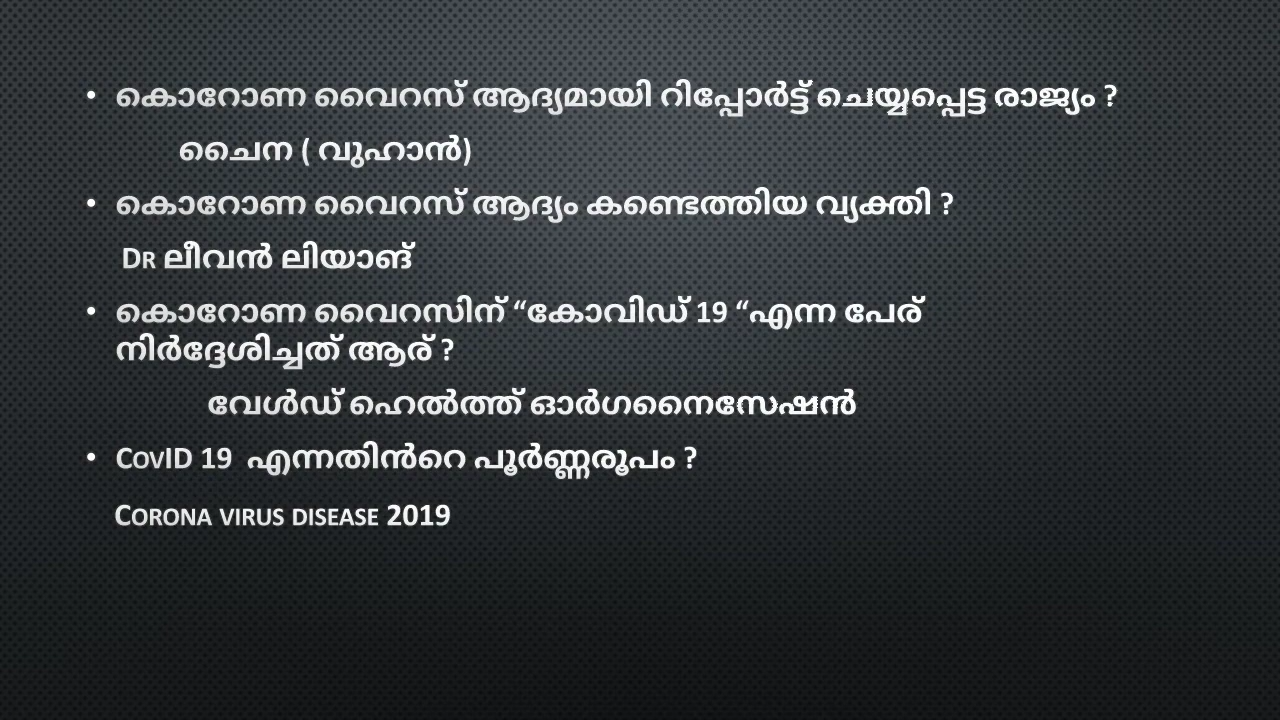 • കൊറോണ വൈറസ് ആദ്യമായി റിപ്പോർട്ട് ചെയ്യപ്പെട്ട രാജ്യം ?
ചൈന ( വുഹാൻ)
• കൊറോണ വൈറസ് ആദ്യം കണ്ടെത്തിയ വ്യക്തി ?
DR ലീവൻ ലിയാങ്
• കൊറോണ വൈറസിന് “കോവിഡ് 19 “എന്ന പേര്
നിർദ്ദേശിച്ചത് ആര് ?
വേൾഡ് ഹെൽത്ത് ഓർഗനൈസേഷൻ
• COVID 19 എന്നതിൻറെ പൂർണ്ണരൂപം ?
CORONA VIRUS DISEASE 2019